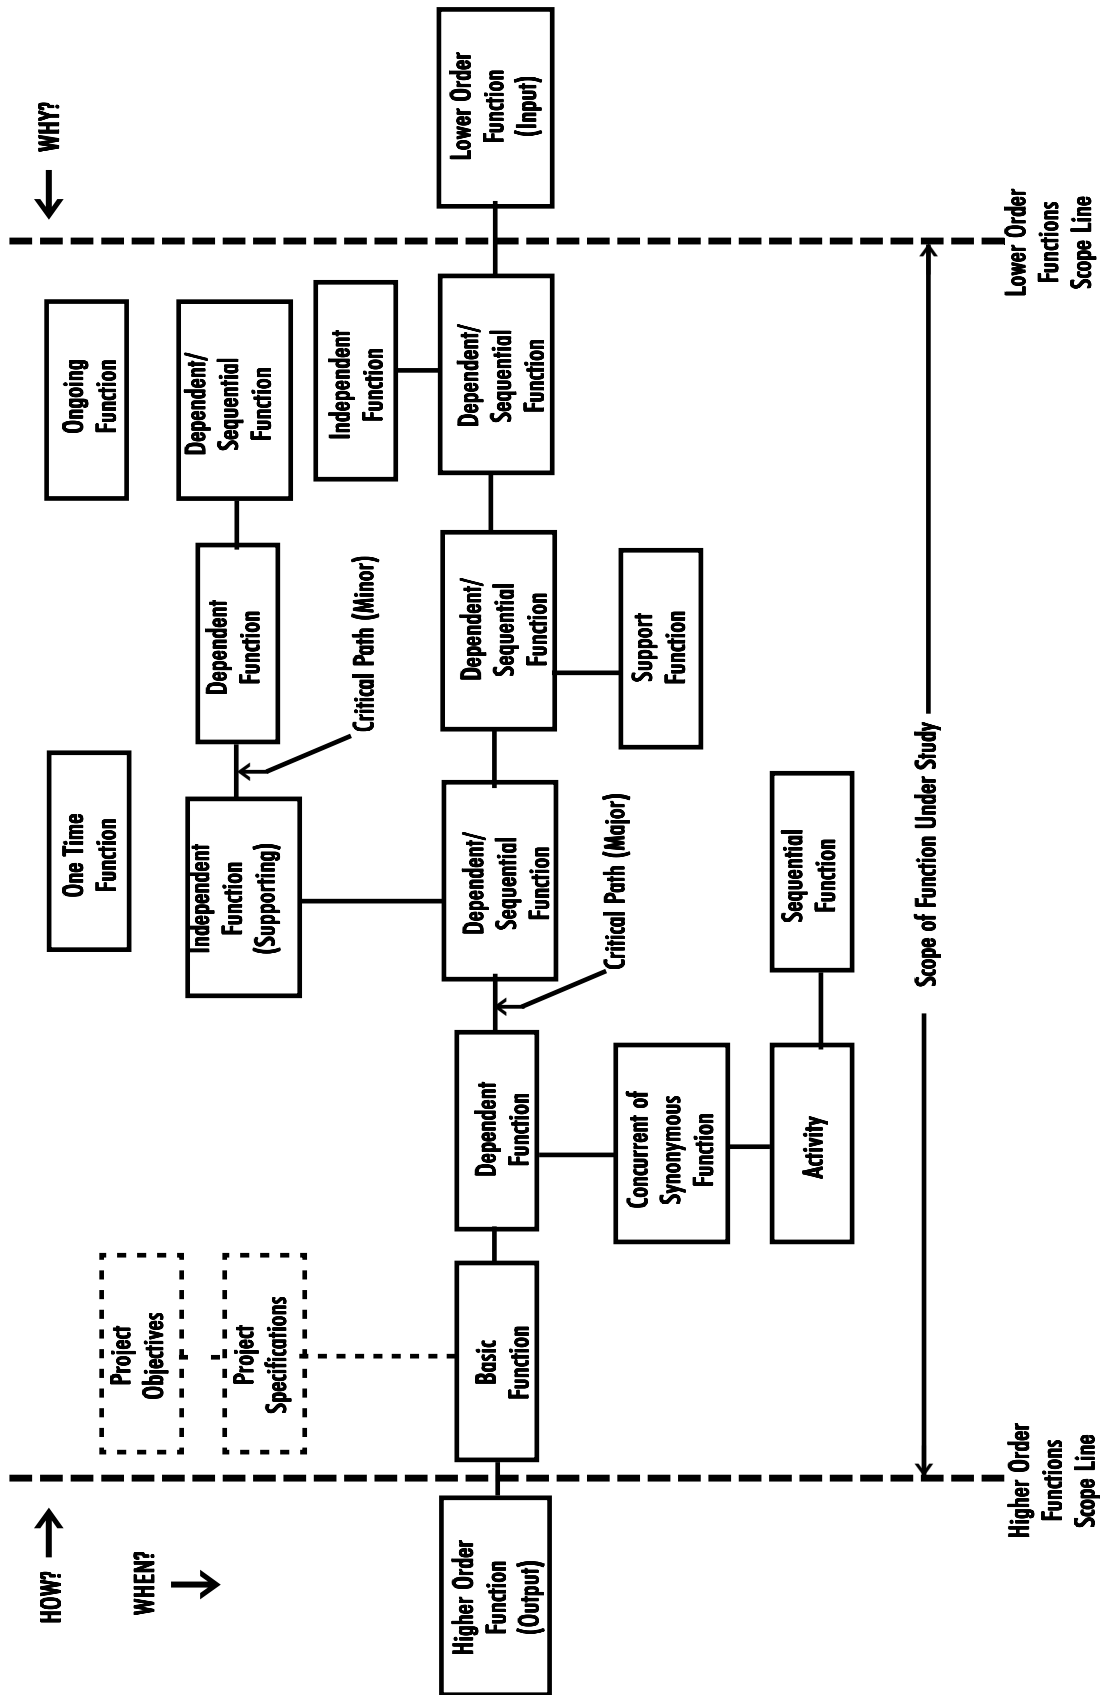 HOW?
WHY?
WHEN?
One Time
Function
Ongoing
Function
Project
Objectives
Project
Specifications
Independent
Function
(Supporting)
Dependent
Function
Dependent/
Sequential
Function
Critical Path (Minor)
Independent
Function
Higher Order
Function
(Output)
Basic
Function
Dependent
Function
Dependent/
Sequential
Function
Dependent/
Sequential
Function
Dependent/
Sequential
Function
Lower Order
Function
(Input)
Critical Path (Major)
Concurrent of
Synonymous
Function
Support
Function
Activity
Sequential
Function
Scope of Function Under Study
Higher Order
Functions
Scope Line
Lower Order
Functions
Scope Line